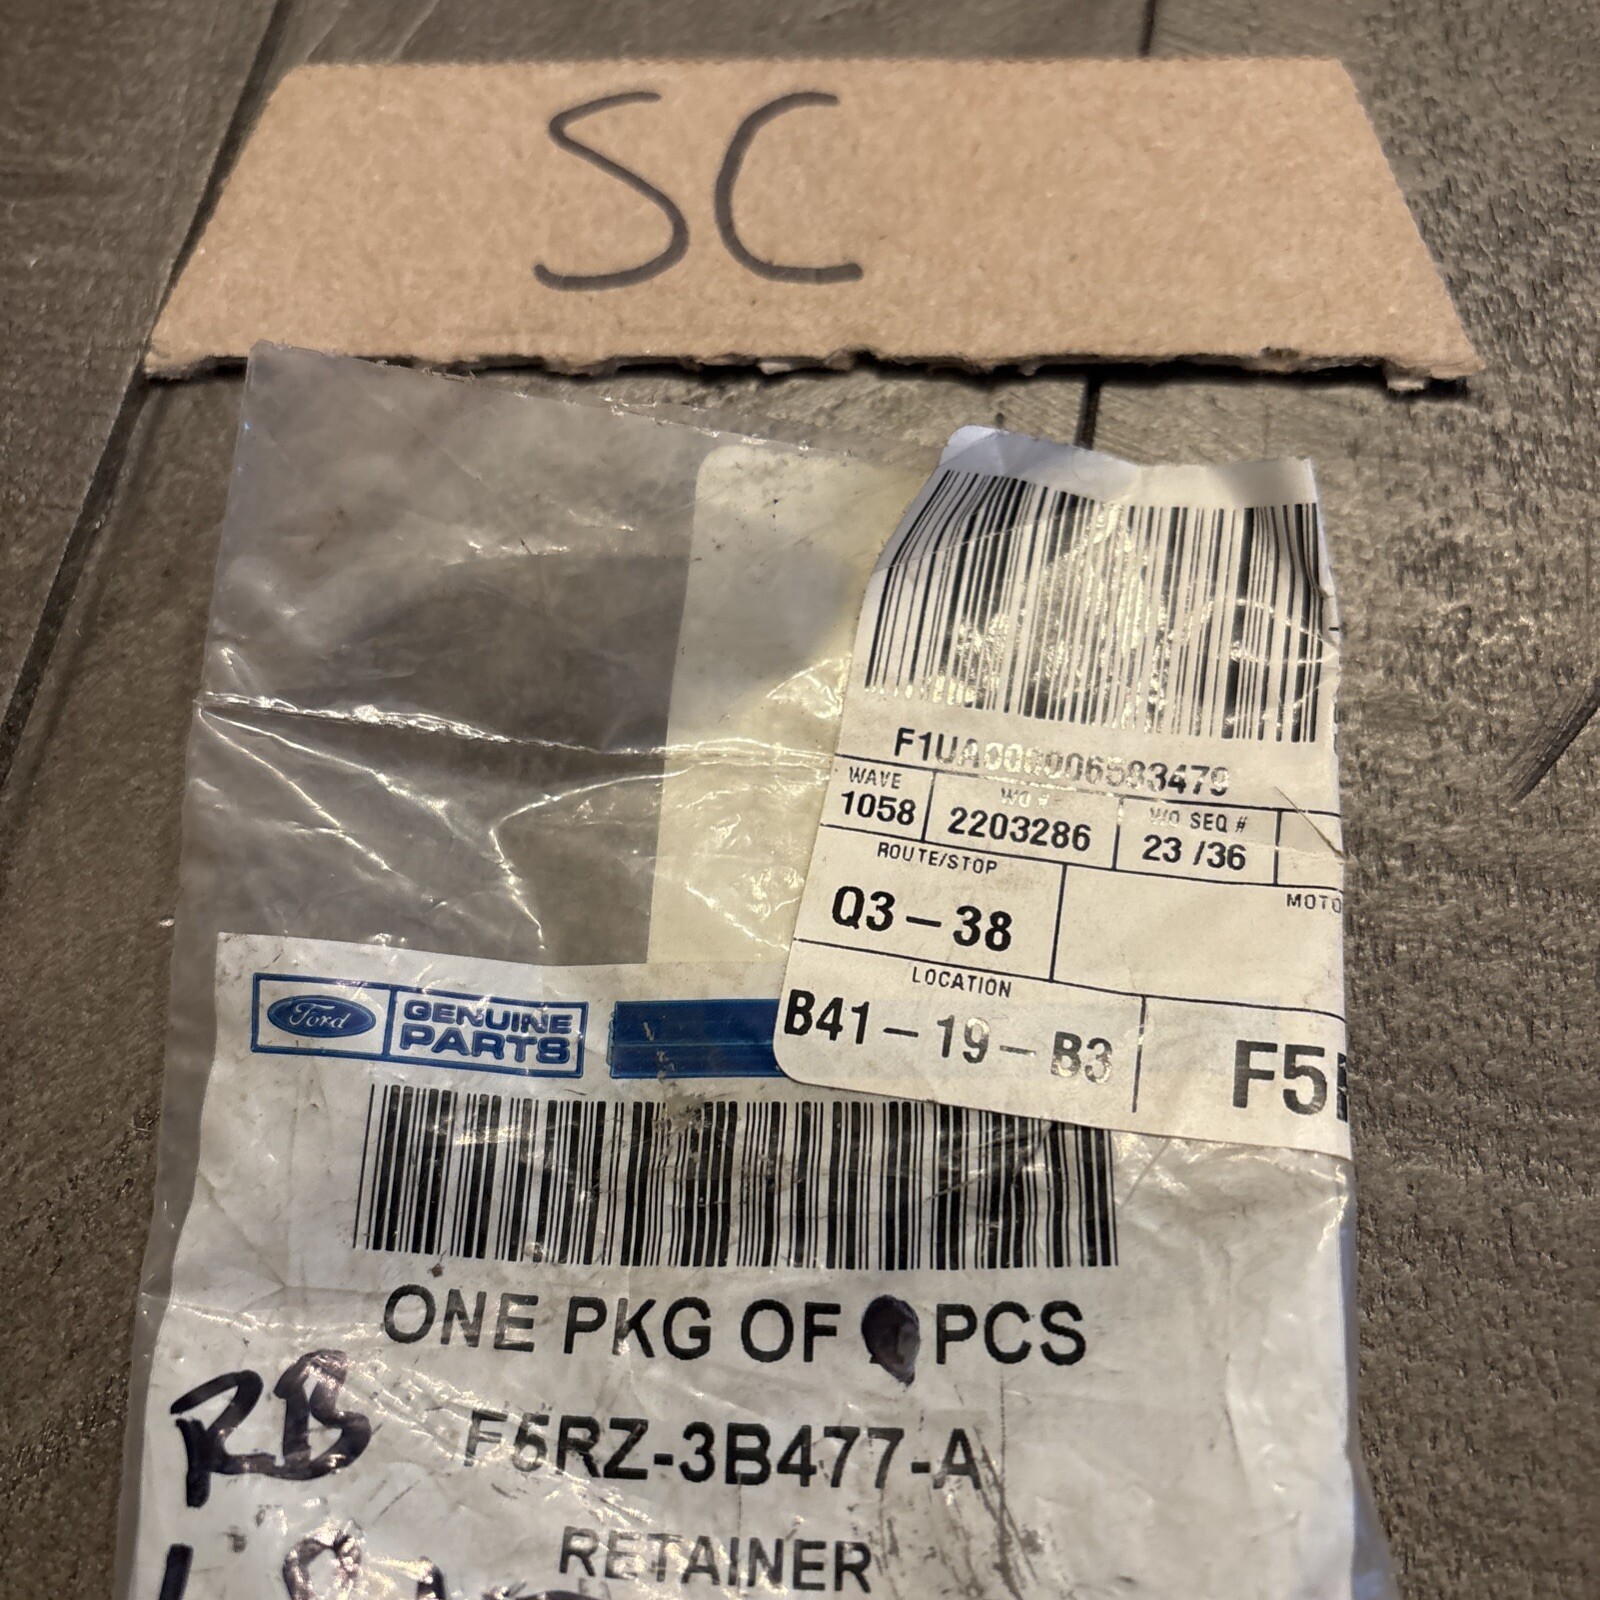 SC
F1UA000006583479
WAVE
1058
WO #
2203286
W/O SEQ #
23 /36
ROUTE/STOP
Q3-38
MOTO
LOCATION
B41-19-B3
F5
Ford
GENUINE
PARTS
ONE PKG OF PCS
RB
F5RZ-3B477-A
RETAINER